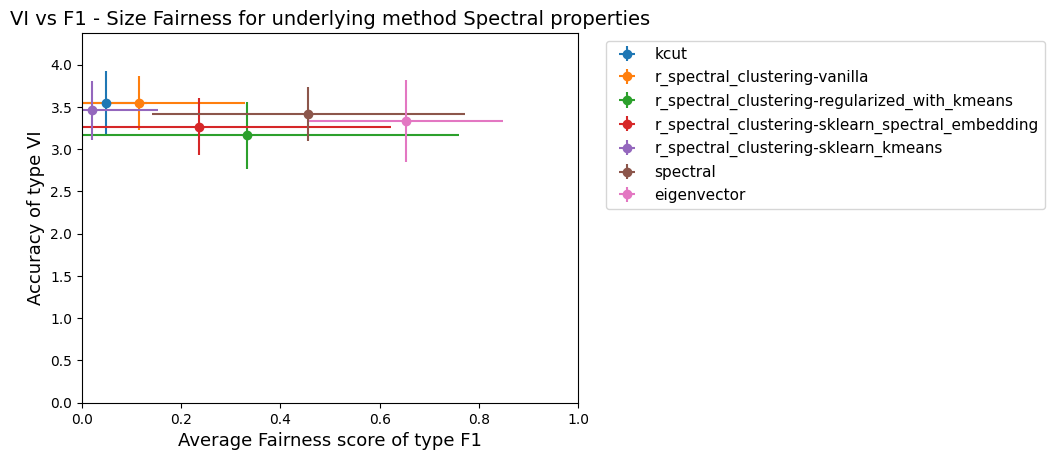 VI vs F1 - Size Fairness for underlying method Spectral properties
Accuracy of type VI
4.0
3.5
3.0
2.5
2.0
1.5
1.0
0.5
0.0
0.0 0.2 0.4 0.6 0.8 1.0
Average Fairness score of type F1
kcut
r_spectral_clustering-vanilla
r_spectral_clustering-regularized_with_kmeans
r_spectral_clustering-sklearn_spectral_embedding
r_spectral_clustering-sklearn_kmeans
spectral
eigenvector